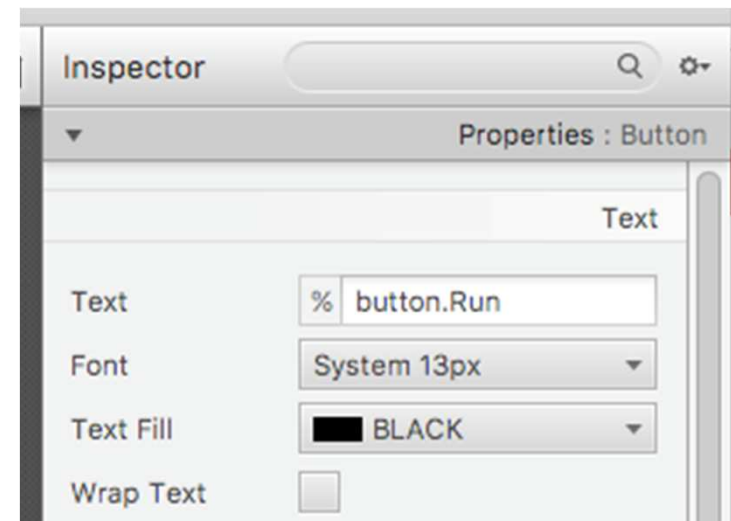 Inspector
Properties : Button
Text
Text % button.Run
Font System 13px
Text Fill BLACK
Wrap Text